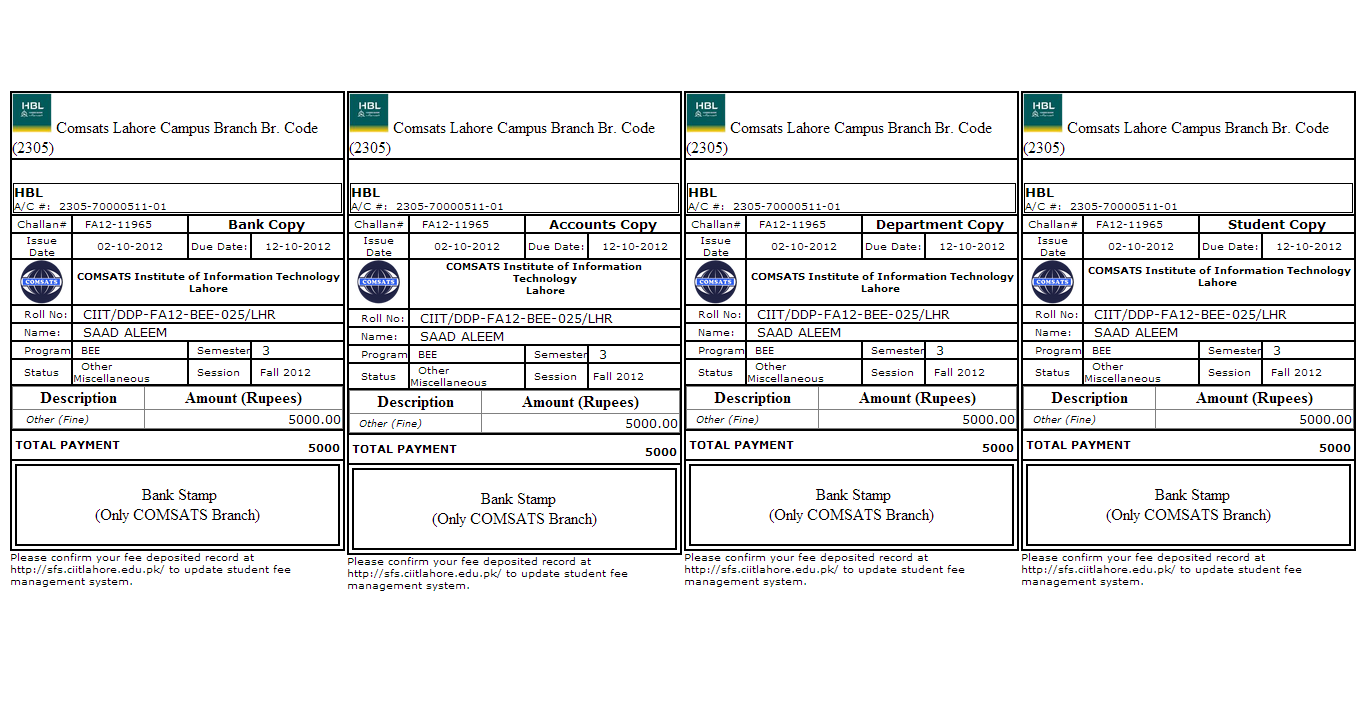 HBL
Comsats Lahore Campus Branch Br. Code
(2305)
HBL
A/C #: 2305-70000511-01
Challan# FA12-11965 Bank Copy
Issue Date 02-10-2012 Due Date: 12-10-2012
COMSATS
COMSATS Institute of Information Technology
Lahore
Roll No: CIIT/DDP-FA12-BEE-025/LHR
Name: SAAD ALEEM
Program BEE Semester 3
Status Other Miscellaneous Session Fall 2012
Description Amount (Rupees)
Other (Fine) 5000.00
TOTAL PAYMENT 5000
Bank Stamp
(Only COMSATS Branch)
Please confirm your fee deposited record at
http://sfs.ciitlahore.edu.pk/ to update student fee
management system.
HBL
Comsats Lahore Campus Branch Br. Code
(2305)
HBL
A/C #: 2305-70000511-01
Challan# FA12-11965 Accounts Copy
Issue Date 02-10-2012 Due Date: 12-10-2012
COMSATS
COMSATS Institute of Information
Technology
Lahore
Roll No: CIIT/DDP-FA12-BEE-025/LHR
Name: SAAD ALEEM
Program BEE Semester 3
Status Other Miscellaneous Session Fall 2012
Description Amount (Rupees)
Other (Fine) 5000.00
TOTAL PAYMENT 5000
Bank Stamp
(Only COMSATS Branch)
Please confirm your fee deposited record at
http://sfs.ciitlahore.edu.pk/ to update student fee
management system.
HBL
Comsats Lahore Campus Branch Br. Code
(2305)
HBL
A/C #: 2305-70000511-01
Challan# FA12-11965 Department Copy
Issue Date 02-10-2012 Due Date: 12-10-2012
COMSATS
COMSATS Institute of Information Technology
Lahore
Roll No: CIIT/DDP-FA12-BEE-025/LHR
Name: SAAD ALEEM
Program BEE Semester 3
Status Other Miscellaneous Session Fall 2012
Description Amount (Rupees)
Other (Fine) 5000.00
TOTAL PAYMENT 5000
Bank Stamp
(Only COMSATS Branch)
Please confirm your fee deposited record at
http://sfs.ciitlahore.edu.pk/ to update student fee
management system.
HBL
Comsats Lahore Campus Branch Br. Code
(2305)
HBL
A/C #: 2305-70000511-01
Challan# FA12-11965 Student Copy
Issue Date 02-10-2012 Due Date: 12-10-2012
COMSATS
COMSATS Institute of Information Technology
Lahore
Roll No: CIIT/DDP-FA12-BEE-025/LHR
Name: SAAD ALEEM
Program BEE Semester 3
Status Other Miscellaneous Session Fall 2012
Description Amount (Rupees)
Other (Fine) 5000.00
TOTAL PAYMENT 5000
Bank Stamp
(Only COMSATS Branch)
Please confirm your fee deposited record at
http://sfs.ciitlahore.edu.pk/ to update student fee
management system.